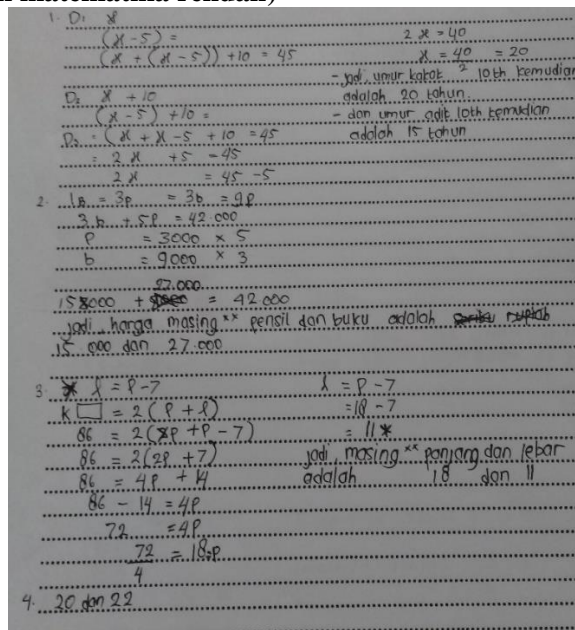 matematika rendah)
1. D₁ x
(x-5) =
(x + (x-5)) +10 = 45
2x = 40
x = 40 = 20
2
- jadi umur kakak 10th kemudian
adalah 20 tahun.
- dan umur adit 10th kemudian
adalah 15 tahun
D₂ x + 10
(x-5) +10 =
D₃ = (x + x - 5 + 10 = 45
= 2x +5 = 45
2x = 45 - 5
2. 1B = 3p = 3b = 9p
3b + 5p = 42.000
P = 3000 × 5
b = 9000 × 3
27.000
15.000 + = 42 000
jadi harga masing ×× pensil dan buku adalah rupiah
15 000 dan 27.000
3. l = P-7
k □ = 2(P+l)
86 = 2(P+P-7)
86 = 2(2P+7)
86 = 4P + 14
86 - 14 = 4P
72 = 4P
72 = 18=P
4
l = P-7
= 18 - 7
= 11
jadi masing ×× panjang dan lebar
adalah 18 dan 11
4. 20 dan 22